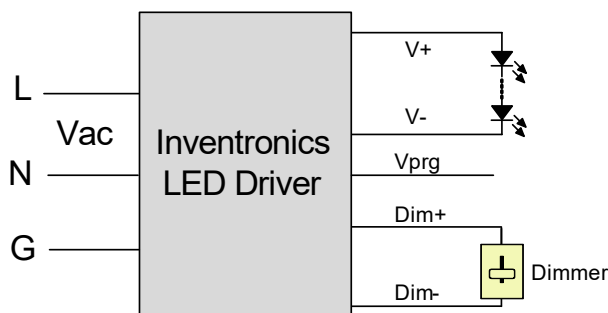 L
Vac
N
G
Inventronics
LED Driver
V+
V-
Vprg
Dim+
Dim-
Dimmer